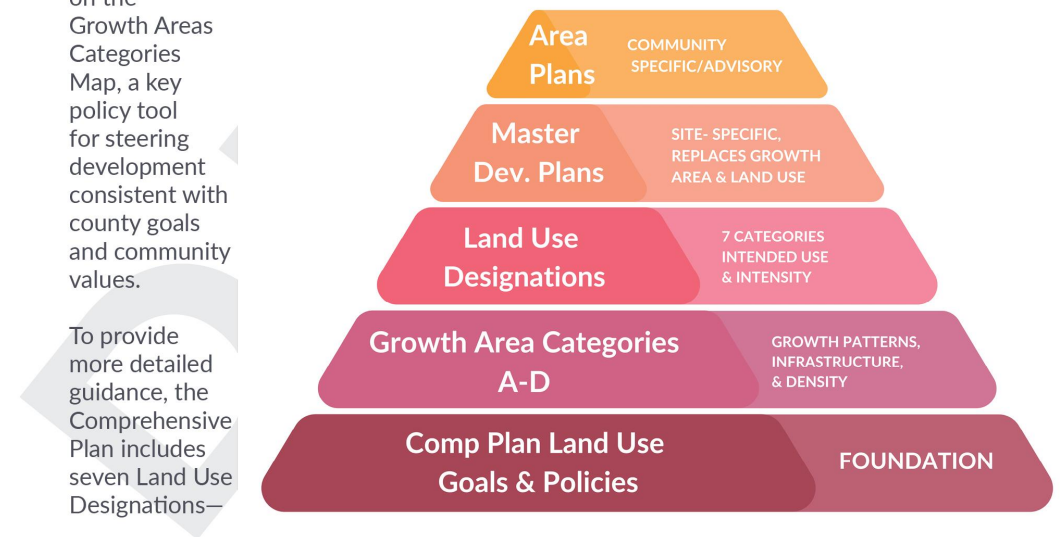 on the
Growth Areas
Categories
Map, a key
policy tool
for steering
development
consistent with
county goals
and community
values.
To provide
more detailed
guidance, the
Comprehensive
Plan includes
seven Land Use
Designations—
Area
Plans
COMMUNITY
SPECIFIC/ADVISORY
Master
Dev. Plans
SITE- SPECIFIC,
REPLACES GROWTH
AREA & LAND USE
Land Use
Designations
7 CATEGORIES
INTENDED USE
& INTENSITY
Growth Area Categories
A-D
GROWTH PATTERNS,
INFRASTRUCTURE,
& DENSITY
Comp Plan Land Use
Goals & Policies
FOUNDATION